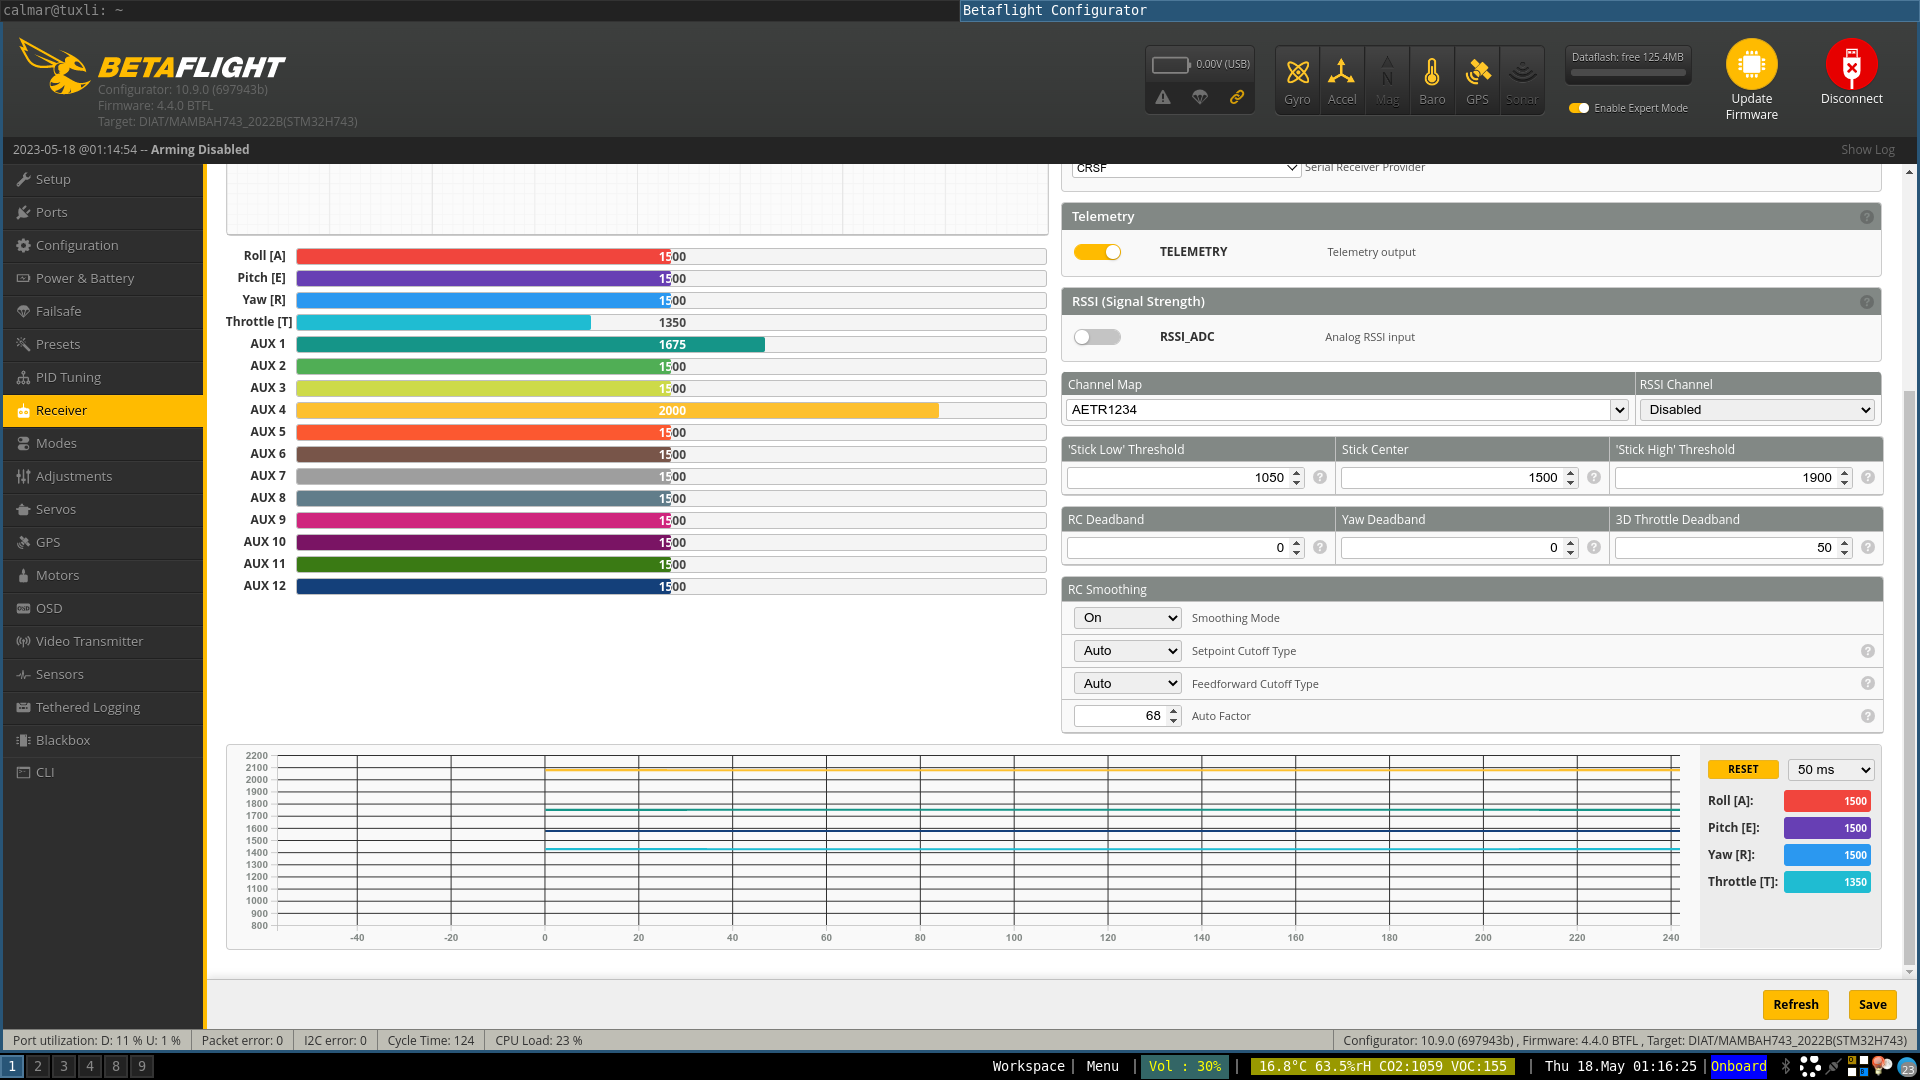 calmar@tuxli: ~
Betaflight Configurator
BETAFLIGHT
Configurator: 10.9.0 (697943b)
Firmware: 4.4.0 BTFL
Target: DIAT/MAMBAH743_2022B(STM32H743)
0.00V (USB)
Gyro
Accel
Mag
Baro
GPS
Sonar
Dataflash: free 125.4MB
Enable Expert Mode
Update
Firmware
Disconnect
2023-05-18 @01:14:54 -- Arming Disabled
Show Log
Setup
Ports
Configuration
Power & Battery
Failsafe
Presets
PID Tuning
Receiver
Modes
Adjustments
Servos
GPS
Motors
OSD
Video Transmitter
Sensors
Tethered Logging
Blackbox
CLI
Roll [A] 1500
Pitch [E] 1500
Yaw [R] 1500
Throttle [T] 1350
AUX 1 1675
AUX 2 1500
AUX 3 1500
AUX 4 2000
AUX 5 1500
AUX 6 1500
AUX 7 1500
AUX 8 1500
AUX 9 1500
AUX 10 1500
AUX 11 1500
AUX 12 1500
CRSF Serial Receiver Provider
Telemetry
TELEMETRY Telemetry output
RSSI (Signal Strength)
RSSI_ADC Analog RSSI input
Channel Map RSSI Channel
AETR1234 Disabled
'Stick Low' Threshold Stick Center 'Stick High' Threshold
1050 1500 1900
RC Deadband Yaw Deadband 3D Throttle Deadband
0 0 50
RC Smoothing
On Smoothing Mode
Auto Setpoint Cutoff Type
Auto Feedforward Cutoff Type
68 Auto Factor
2200
2100
2000
1900
1800
1700
1600
1500
1400
1300
1200
1100
1000
900
800
-40 -20 0 20 40 60 80 100 120 140 160 180 200 220 240
RESET 50 ms
Roll [A]: 1500
Pitch [E]: 1500
Yaw [R]: 1500
Throttle [T]: 1350
Refresh Save
Port utilization: D: 11 % U: 1 % Packet error: 0 I2C error: 0 Cycle Time: 124 CPU Load: 23 %
Configurator: 10.9.0 (697943b) , Firmware: 4.4.0 BTFL , Target: DIAT/MAMBAH743_2022B(STM32H743)
1 2 3 4 8 9
Workspace| Menu | Vol : 30% | 16.8°C 63.5%rH CO2:1059 VOC:155 | Thu 18.May 01:16:25|Onboard
23